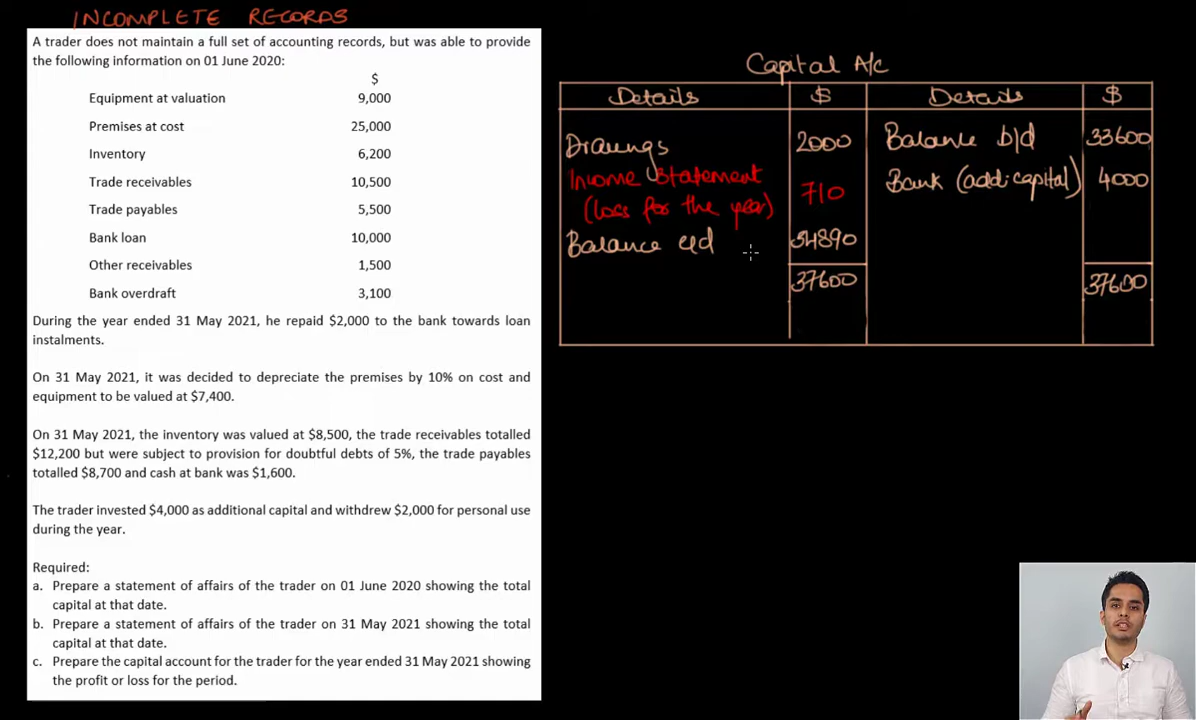 INCOMPLETE RECORDS
A trader does not maintain a full set of accounting records, but was able to provide
the following information on 01 June 2020:
$
Equipment at valuation 9,000
Premises at cost 25,000
Inventory 6,200
Trade receivables 10,500
Trade payables 5,500
Bank loan 10,000
Other receivables 1,500
Bank overdraft 3,100
During the year ended 31 May 2021, he repaid $2,000 to the bank towards loan
instalments.
On 31 May 2021, it was decided to depreciate the premises by 10% on cost and
equipment to be valued at $7,400.
On 31 May 2021, the inventory was valued at $8,500, the trade receivables totalled
$12,200 but were subject to provision for doubtful debts of 5%, the trade payables
totalled $8,700 and cash at bank was $1,600.
The trader invested $4,000 as additional capital and withdrew $2,000 for personal use
during the year.
Required:
a. Prepare a statement of affairs of the trader on 01 June 2020 showing the total
capital at that date.
b. Prepare a statement of affairs of the trader on 31 May 2021 showing the total
capital at that date.
c. Prepare the capital account for the trader for the year ended 31 May 2021 showing
the profit or loss for the period.
Capital A/c
Details $ Details $
Drawings 2000 Balance b/d 33600
Income Statement Bank (addi capital) 4000
(loss for the year) 710
Balance c/d 34890
37600 37600